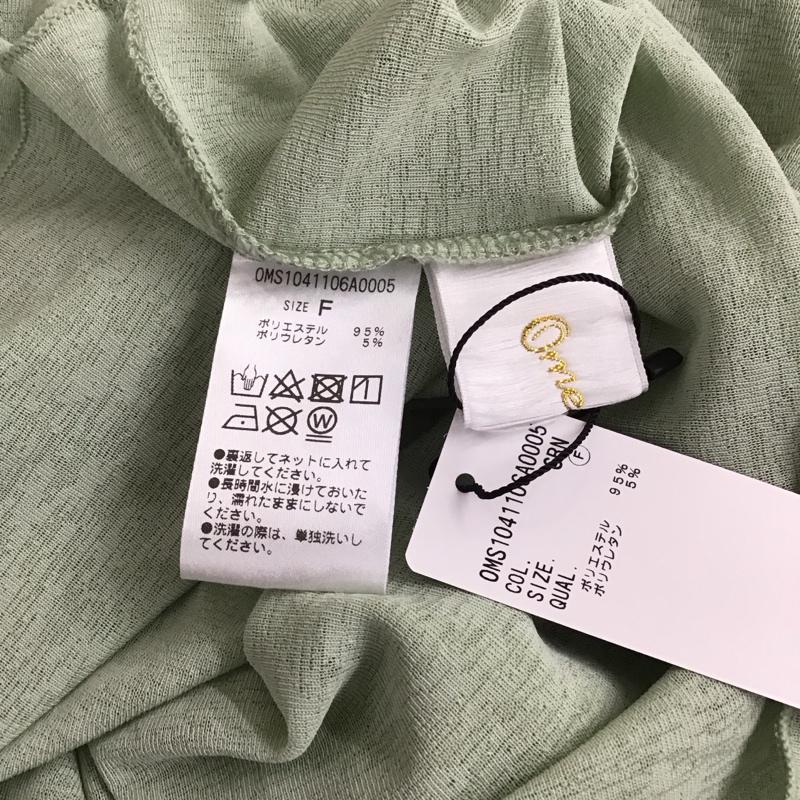 OMS1041106A0005
SIZE F
ポリエステル 95%
ポリウレタン 5%
W
●裏返してネットに入れて
洗濯してください。
●長時間水に浸けておいた
り、濡れたままにしないで
ください。
●洗濯の際は、単独洗いし
てください。
Ome
OMS1041106A0005
COL. GRN
SIZE. F
QUAL.
ポリエステル 95%
ポリウレタン 5%